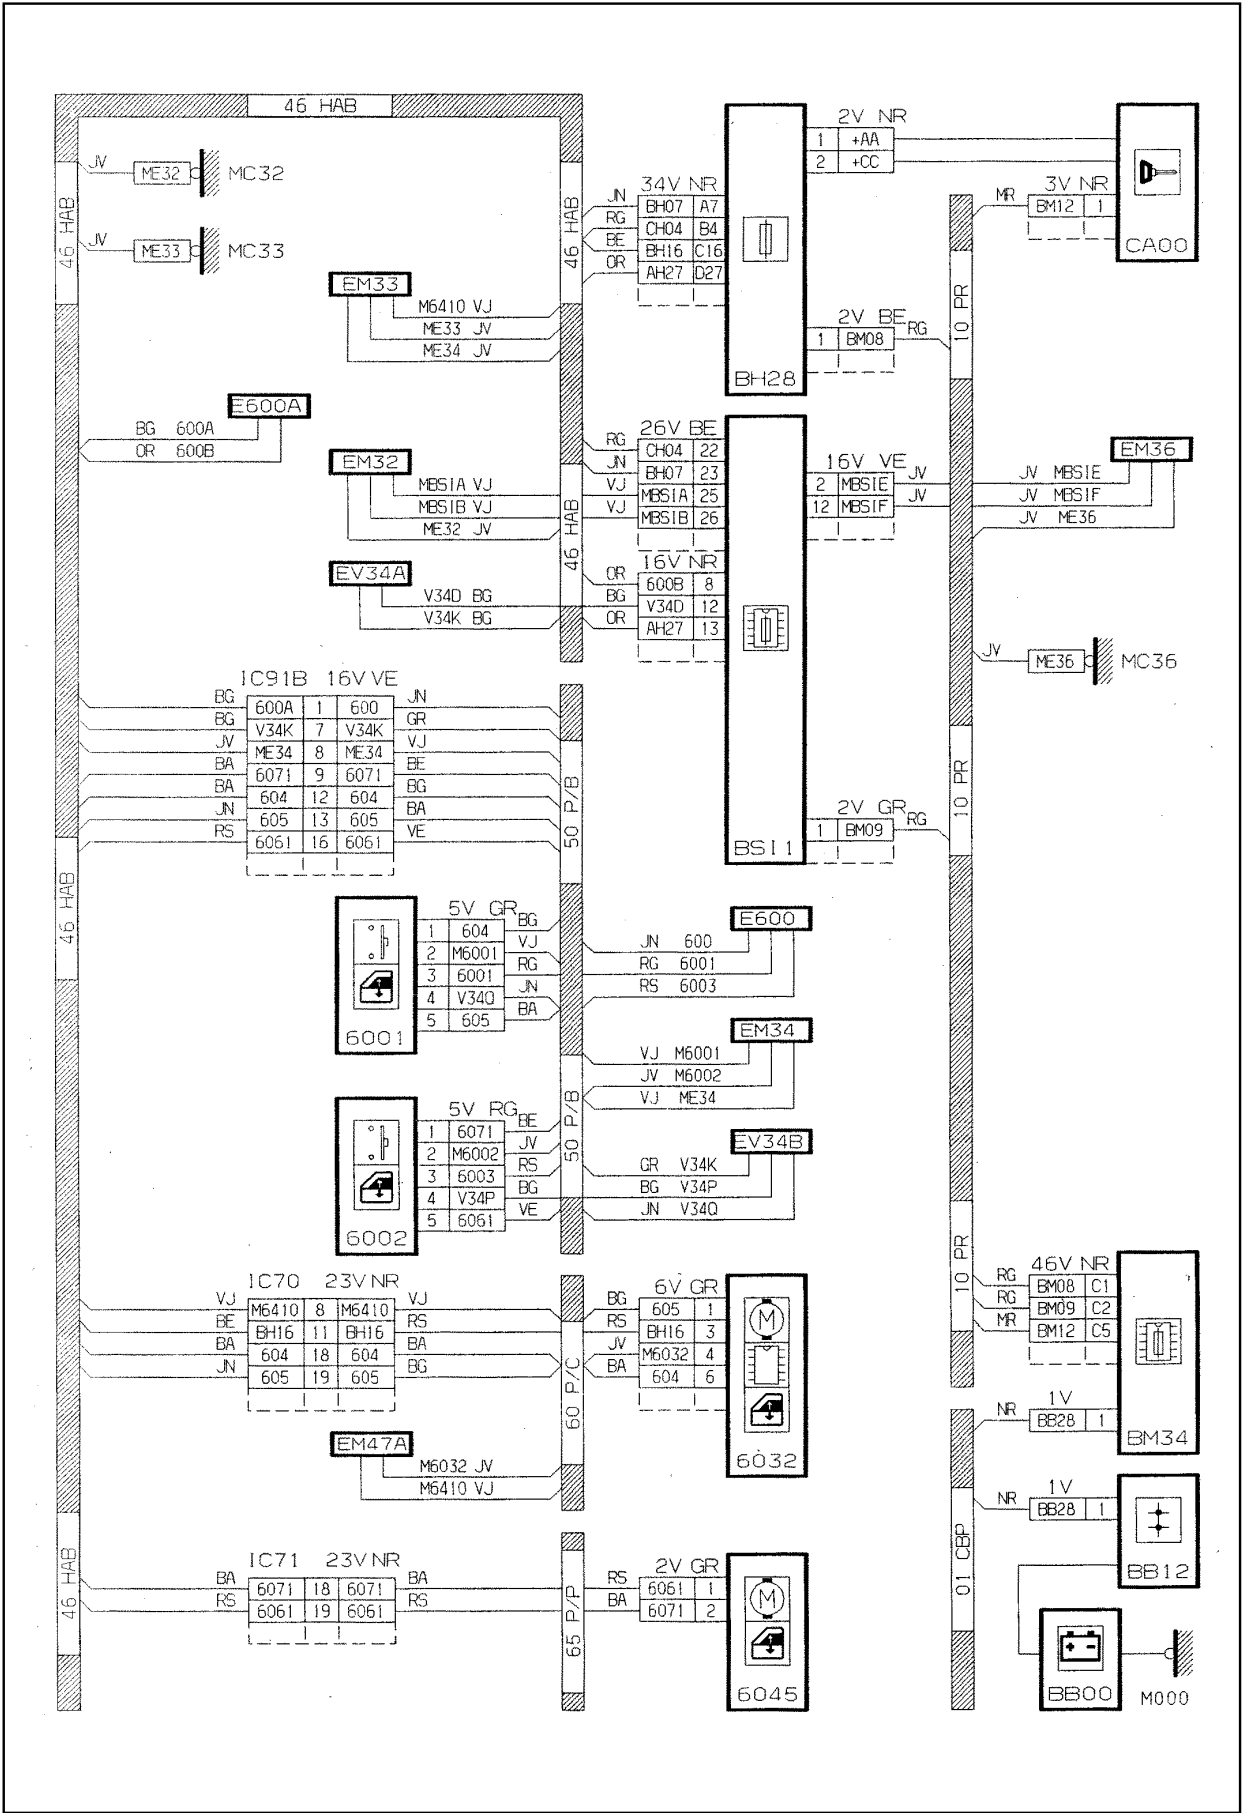 46 HAB
JV ME32 MC32
46 HAB
JV ME33 MC33
EM33
M6410 VJ
ME33 JV
ME34 JV
46 HAB
34V NR
JN BH07 A7
RG CH04 B4
BE BH16 C16
OR AH27 D27
BH28
2V NR
1 +AA
2 +CC
3V NR
MR BM12 1
CA00
10 PR
2V BE
1 BM08 RG
E600A
BG 600A
OR 600B
EM32
MBSIA VJ
MBSIB VJ
ME32 JV
46 HAB
26V BE
RG CH04 22
JN BH07 23
VJ MBSIA 25
VJ MBSIB 26
16V VE
2 MBSIE JV
12 MBSIF JV
EM36
JV MBSIE
JV MBSIF
JV ME36
EV34A
V34D BG
V34K BG
16V NR
OR 600B 8
BG V34D 12
OR AH27 13
BSI1
JV ME36 MC36
10 PR
2V GR
1 BM09 RG
IC91B 16V VE
BG 600A 1 600 JN
BG V34K 7 V34K GR
JV ME34 8 ME34 VJ
BA 6071 9 6071 BE
BA 604 12 604 BG
JN 605 13 605 BA
RS 6061 16 6061 VE
50 P/B
46 HAB
5V GR
1 604 BG
2 M6001 VJ
3 6001 RG
4 V34Q JN
5 605 BA
6001
E600
JN 600
RG 6001
RS 6003
EM34
VJ M6001
JV M6002
VJ ME34
50 P/B
5V RG
1 6071 BE
2 M6002 JV
3 6003 RS
4 V34P BG
5 6061 VE
6002
EV34B
GR V34K
BG V34P
JN V34Q
10 PR
46V NR
RG BM08 C1
RG BM09 C2
MR BM12 C5
1V
NR BB28 1
BM34
IC70 23V NR
VJ M6410 8 M6410 VJ
BE BH16 11 BH16 RS
BA 604 18 604 BA
JN 605 19 605 BG
60 P/C
6V GR
BG 605 1
RS BH16 3
JV M6032 4
BA 604 6
M
6032
EM47A
M6032 JV
M6410 VJ
01 CBP
1V
NR BB28 1
BB12
46 HAB
IC71 23V NR
BA 6071 18 6071 BA
RS 6061 19 6061 RS
65 P/P
2V GR
RS 6061 1
BA 6071 2
M
6045
+ -
BB00
M000